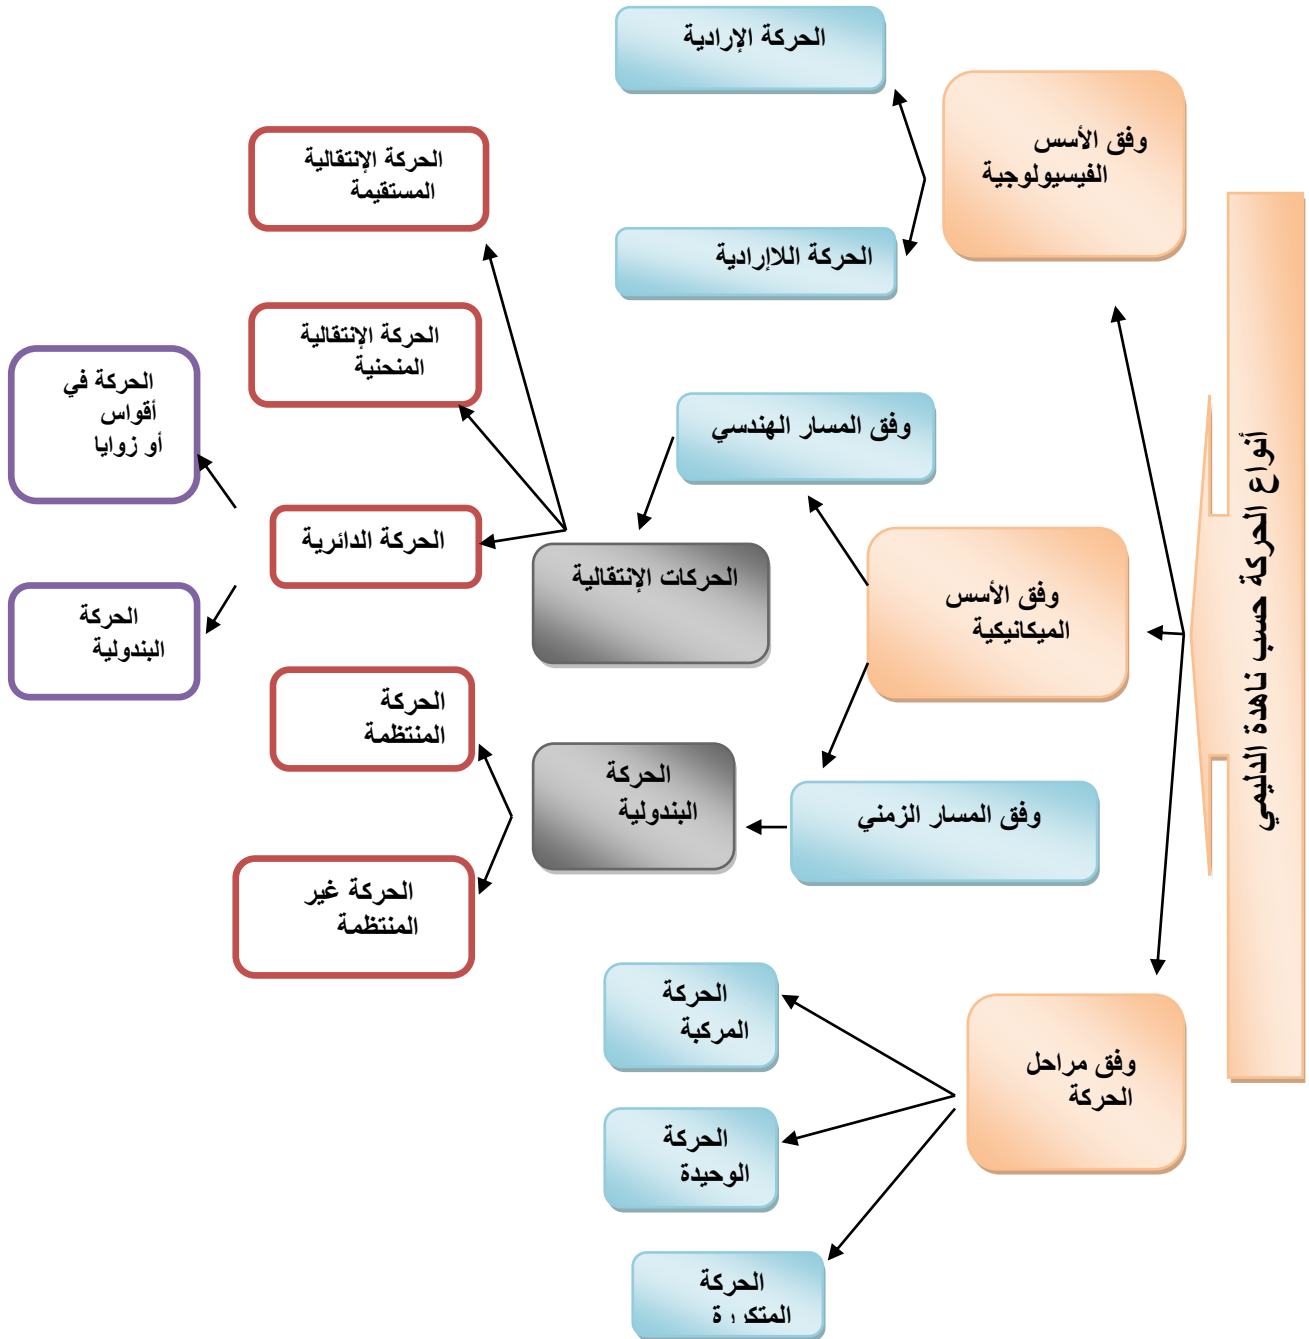 أنواع الحركة حسب ناهدة الدليمي
وفق الأسس
الفيسيولوجية
الحركة الإرادية
الحركة اللاإرادية
وفق الأسس
الميكانيكية
وفق المسار الهندسي
الحركات الإنتقالية
الحركة الإنتقالية
المستقيمة
الحركة الإنتقالية
المنحنية
الحركة الدائرية
الحركة في
أقواس
أو زوايا
الحركة
البندولية
وفق المسار الزمني
الحركة
البندولية
الحركة
المنتظمة
الحركة غير
المنتظمة
وفق مراحل
الحركة
الحركة
المركبة
الحركة
الوحيدة
الحركة
المتكررة